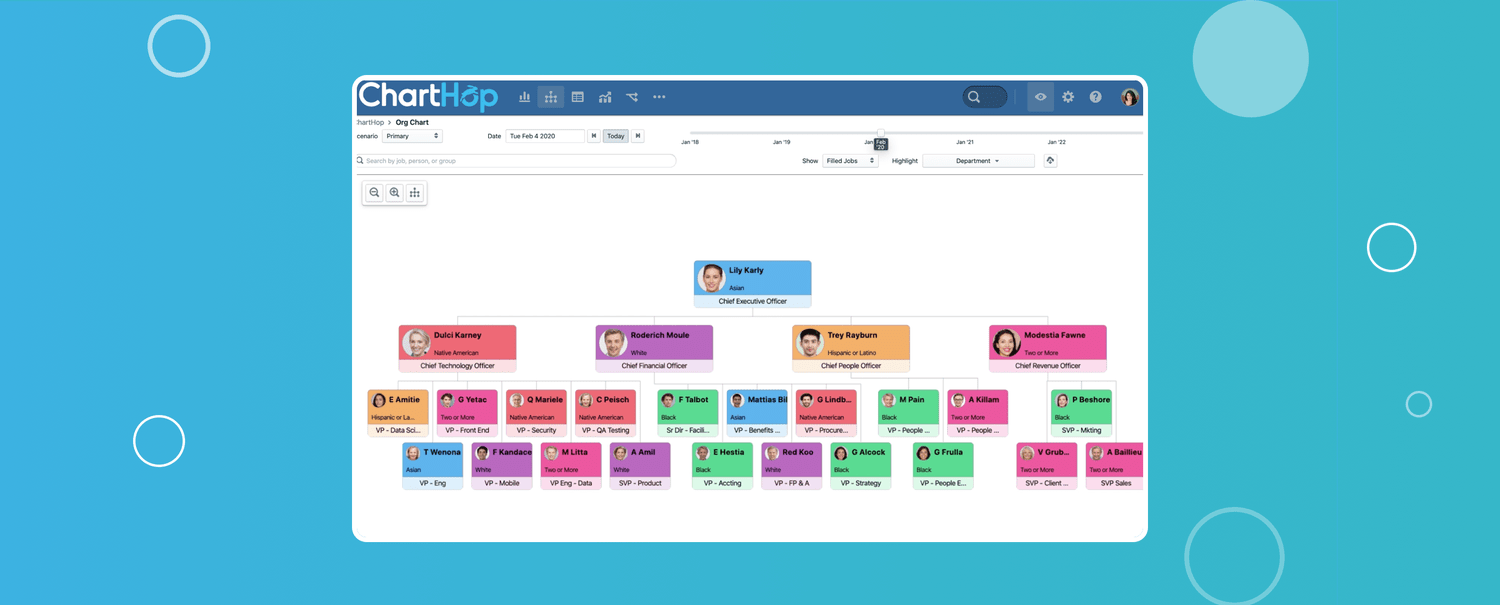 ChartHop
hartHop > Org Chart
cenario Primary Date Tue Feb 4 2020 Today
Jan '18 Jan '19 Jan Feb '20 Jan '21 Jan '22
Search by job, person, or group
Show Filled Jobs Highlight Department
Lily Karly
Asian
Chief Executive Officer
Dulci Karney
Native American
Chief Technology Officer
Roderich Moule
White
Chief Financial Officer
Trey Rayburn
Hispanic or Latino
Chief People Officer
Modestia Fawne
Two or More
Chief Revenue Officer
E Amitie
Hispanic or La...
VP - Data Sci...
G Yetac
Two or More
VP - Front End
Q Mariele
Native American
VP - Security
C Peisch
Native American
VP - QA Testing
F Talbot
Black
Sr Dir - Facili...
Mattias Bil
Asian
VP - Benefits ...
G Lindb...
Native American
VP - Procure...
M Pain
Black
VP - People ...
A Killam
Two or More
VP - People ...
P Beshore
Black
SVP - Mkting
T Wenona
Asian
VP - Eng
F Kandace
White
VP - Mobile
M Litta
Two or More
VP Eng - Data
A Amil
White
SVP - Product
E Hestia
Black
VP - Accting
Red Koo
White
VP - FP & A
G Alcock
Black
VP - Strategy
G Frulla
Black
VP - People E...
V Grub...
Two or More
SVP - Client ...
A Baillieu
Two or More
SVP Sales